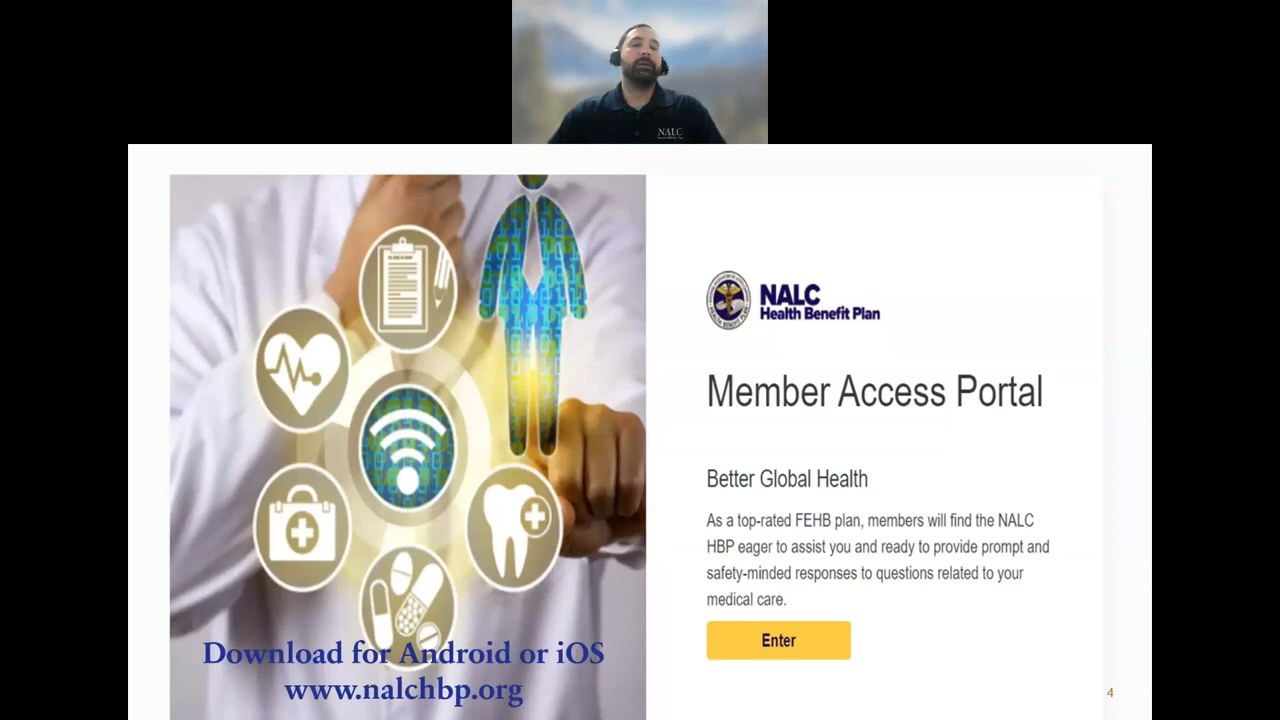 NALC
NALC
Health Benefit Plan
Member Access Portal
Better Global Health
As a top-rated FEHB plan, members will find the NALC
HBP eager to assist you and ready to provide prompt and
safety-minded responses to questions related to your
medical care.
Enter
Download for Android or iOS
www.nalchbp.org
4